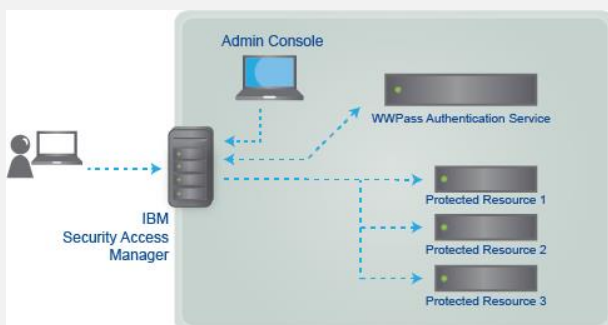 Admin Console
WWPass Authentication Service
IBM
Security Access
Manager
Protected Resource 1
Protected Resource 2
Protected Resource 3